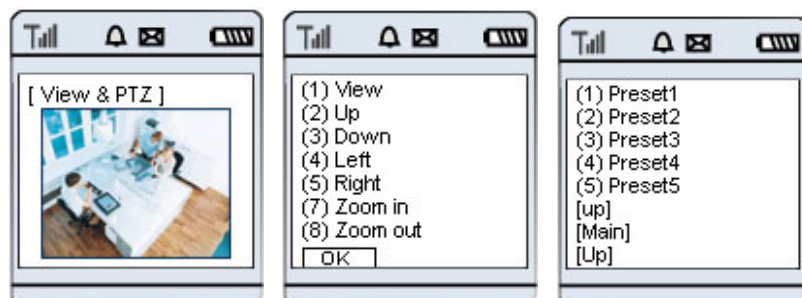 [ View & PTZ ]
(1) View
(2) Up
(3) Down
(4) Left
(5) Right
(7) Zoom in
(8) Zoom out
OK
(1) Preset1
(2) Preset2
(3) Preset3
(4) Preset4
(5) Preset5
[up]
[Main]
[Up]